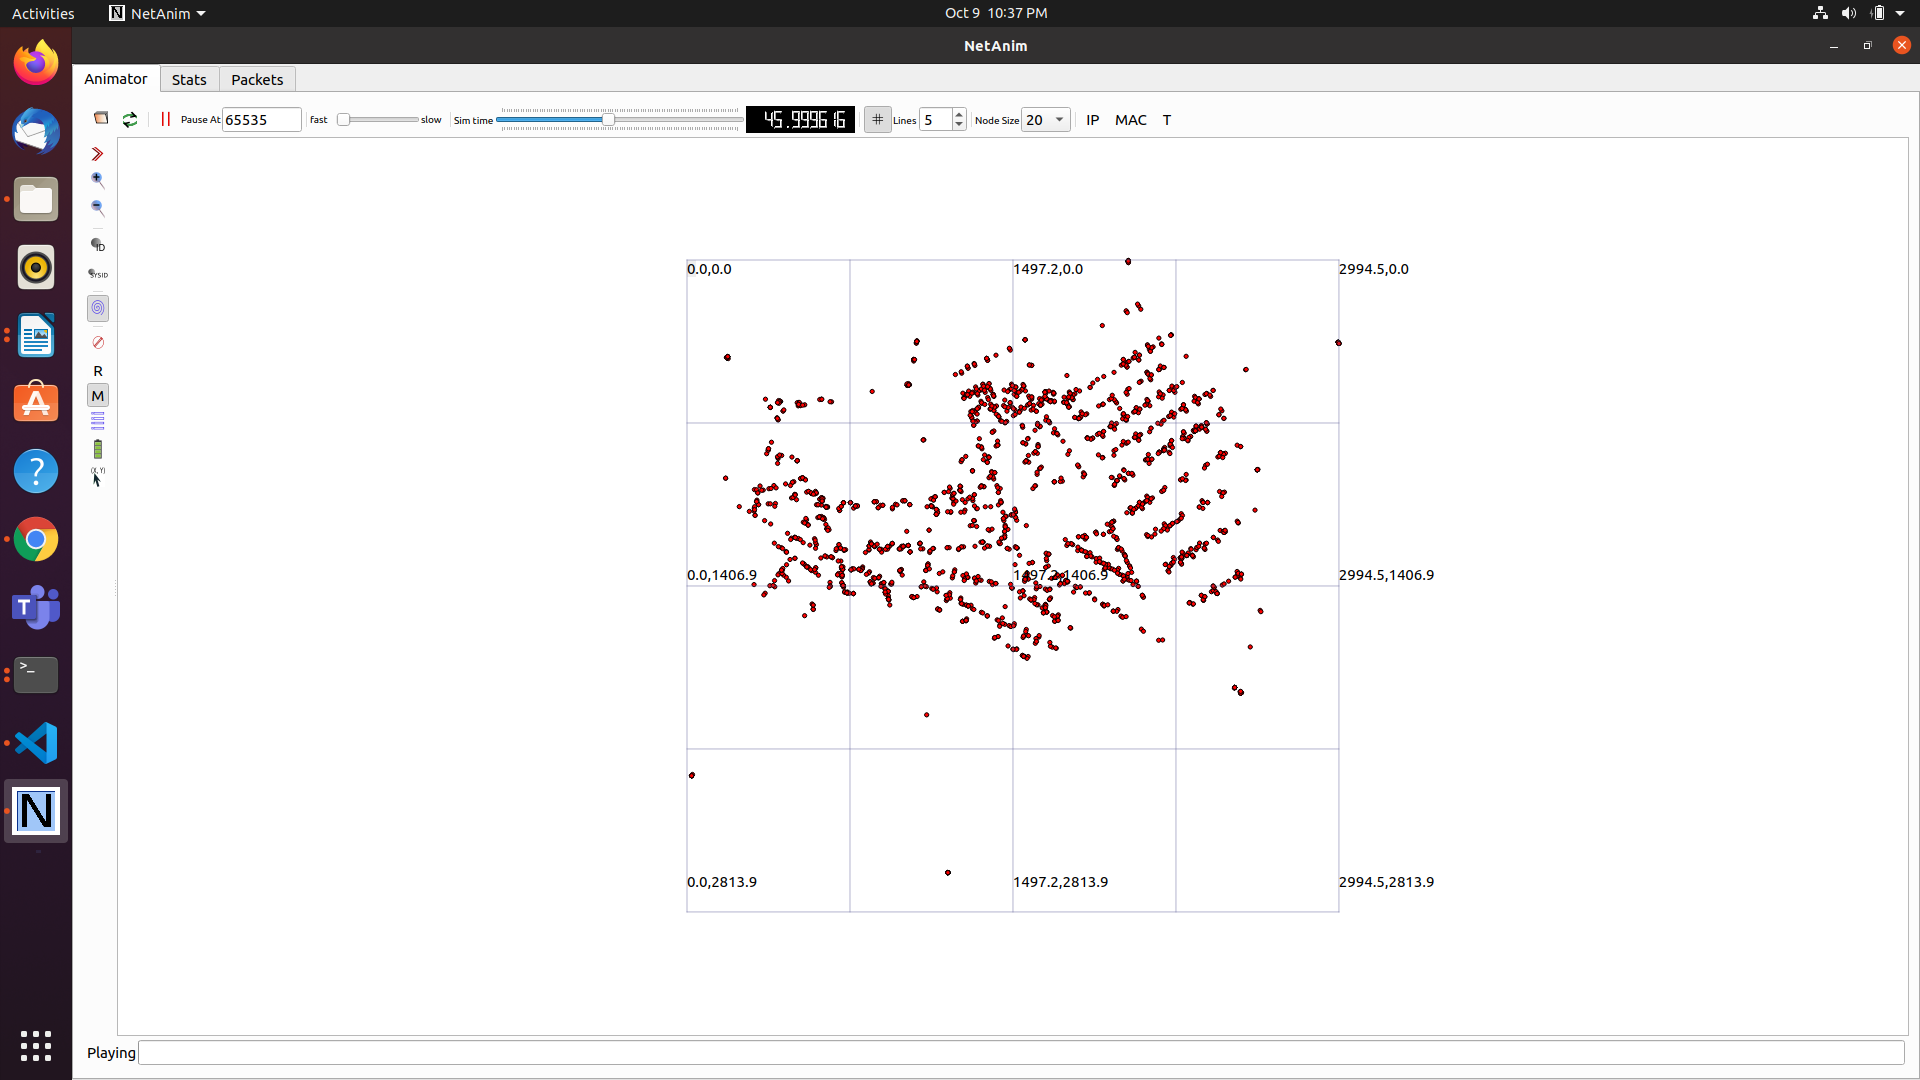 Activities NetAnim Oct 9 10:37 PM
NetAnim
Animator Stats Packets
Pause At 65535 fast slow Sim time 45.999616 # Lines 5 Node Size 20 IP MAC T
ID
SYSID
R
M
(X,Y)
0.0,0.0 1497.2,0.0 2994.5,0.0
0.0,1406.9 1497.2,1406.9 2994.5,1406.9
0.0,2813.9 1497.2,2813.9 2994.5,2813.9
Playing